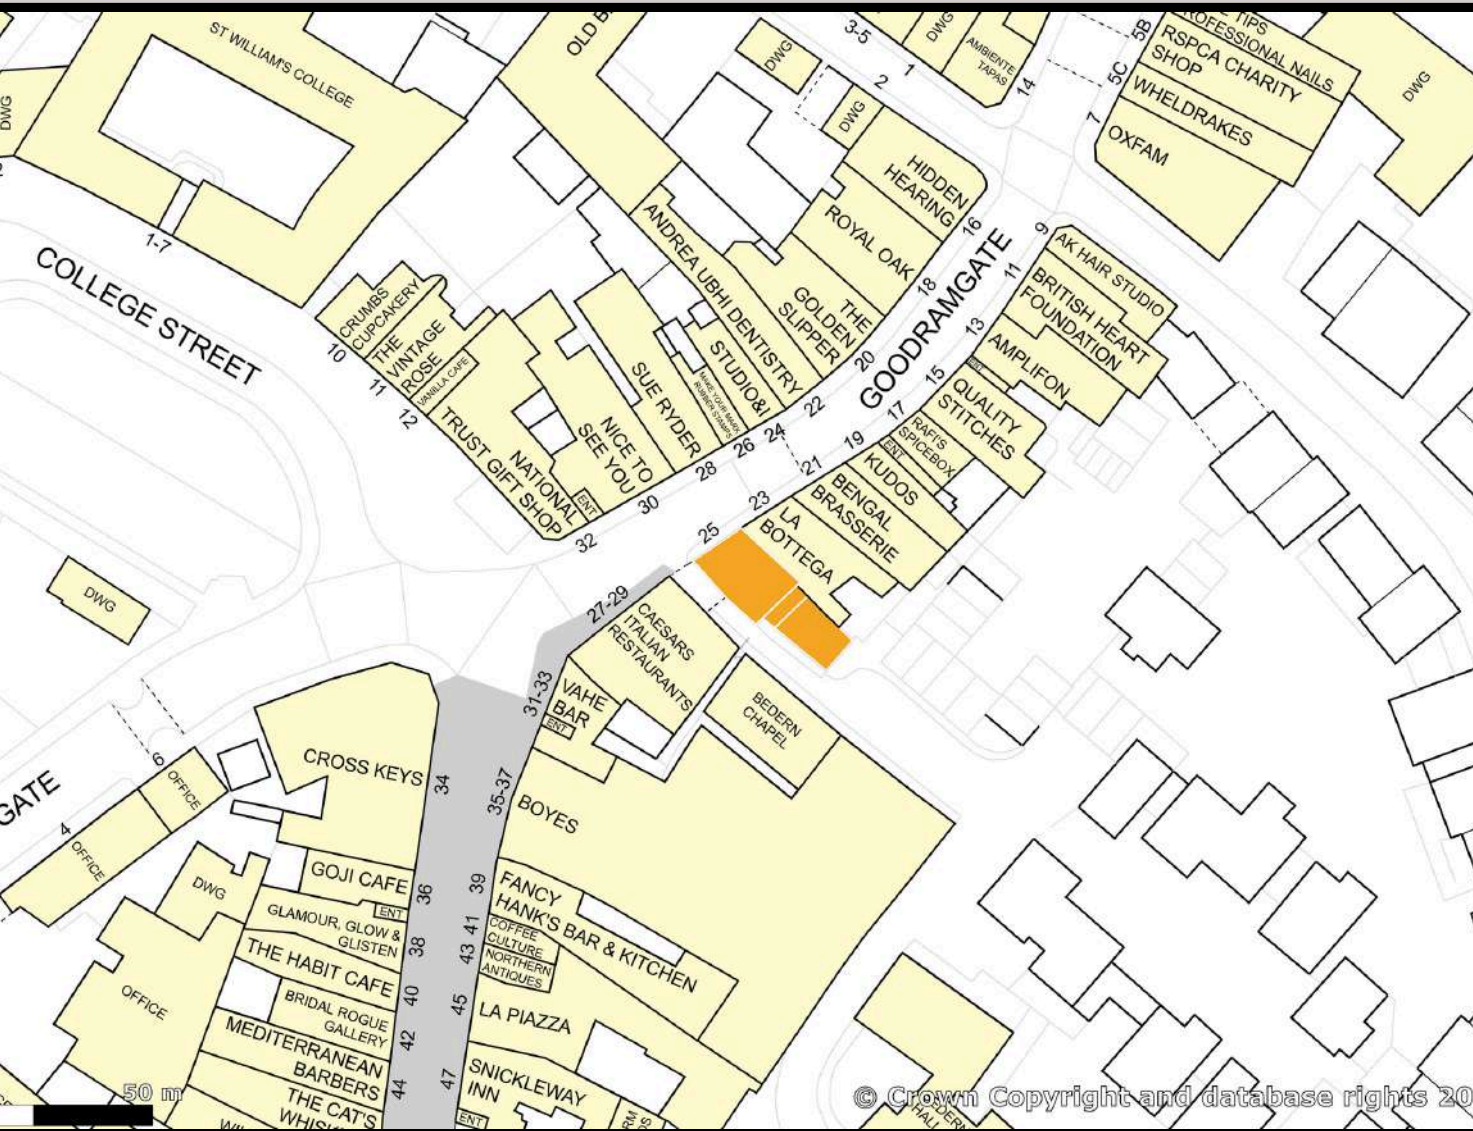 ST WILLIAM'S COLLEGE
DWG
1-7
COLLEGE STREET
OLD B
DWG
DWG
3-5
1
2
DWG
AMBIENTE
TAPAS
14
5B
5C
7
TIPS
PROFESSIONAL NAILS
RSPCA CHARITY
SHOP
WHELDRAKES
OXFAM
DWG
HIDDEN
HEARING
16
ROYAL OAK
18
THE
GOLDEN
SLIPPER
20
ANDREA UBHI DENTISTRY
22
STUDIO&I
24
MAKE YOUR MARK
RUBBER STAMPS
26
SUE RYDER
28
NICE TO
SEE YOU
30
ENT
NATIONAL
TRUST GIFT SHOP
32
CRUMBS
CUPCAKERY
10
THE
VINTAGE
ROSE
11
VANILLA CAFE
12
GOODRAMGATE
9
AK HAIR STUDIO
11
BRITISH HEART
FOUNDATION
13
AMPLIFON
15
QUALITY
STITCHES
17
RAFI'S
SPICEBOX
ENT
19
KUDOS
21
BENGAL
BRASSERIE
23
LA
BOTTEGA
25
27-29
CAESARS
ITALIAN
RESTAURANTS
31-33
VAHE
BAR
ENT
BEDERN
CHAPEL
35-37
BOYES
DWG
6
OFFICE
4
OFFICE
GATE
CROSS KEYS
34
GOJI CAFE
36
ENT
GLAMOUR, GLOW &
GLISTEN
38
THE HABIT CAFE
40
BRIDAL ROGUE
GALLERY
42
MEDITERRANEAN
BARBERS
44
THE CAT'S
DWG
OFFICE
39
FANCY
HANK'S BAR & KITCHEN
41
COFFEE
CULTURE
43
NORTHERN
ANTIQUES
45
LA PIAZZA
47
SNICKLEWAY
INN
ENT
50 m
© Crown Copyright and database rights 20